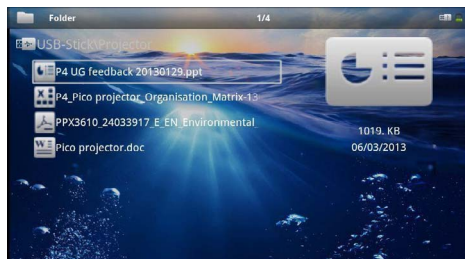 Folder 1/4
USB-Stick\Projector
P4 UG feedback 20130129.ppt
P4_Pico projector_Organisation_Matrix-13
PPX3610_24033917_E_EN_Environmental_
Pico projector.doc
1019. KB
06/03/2013